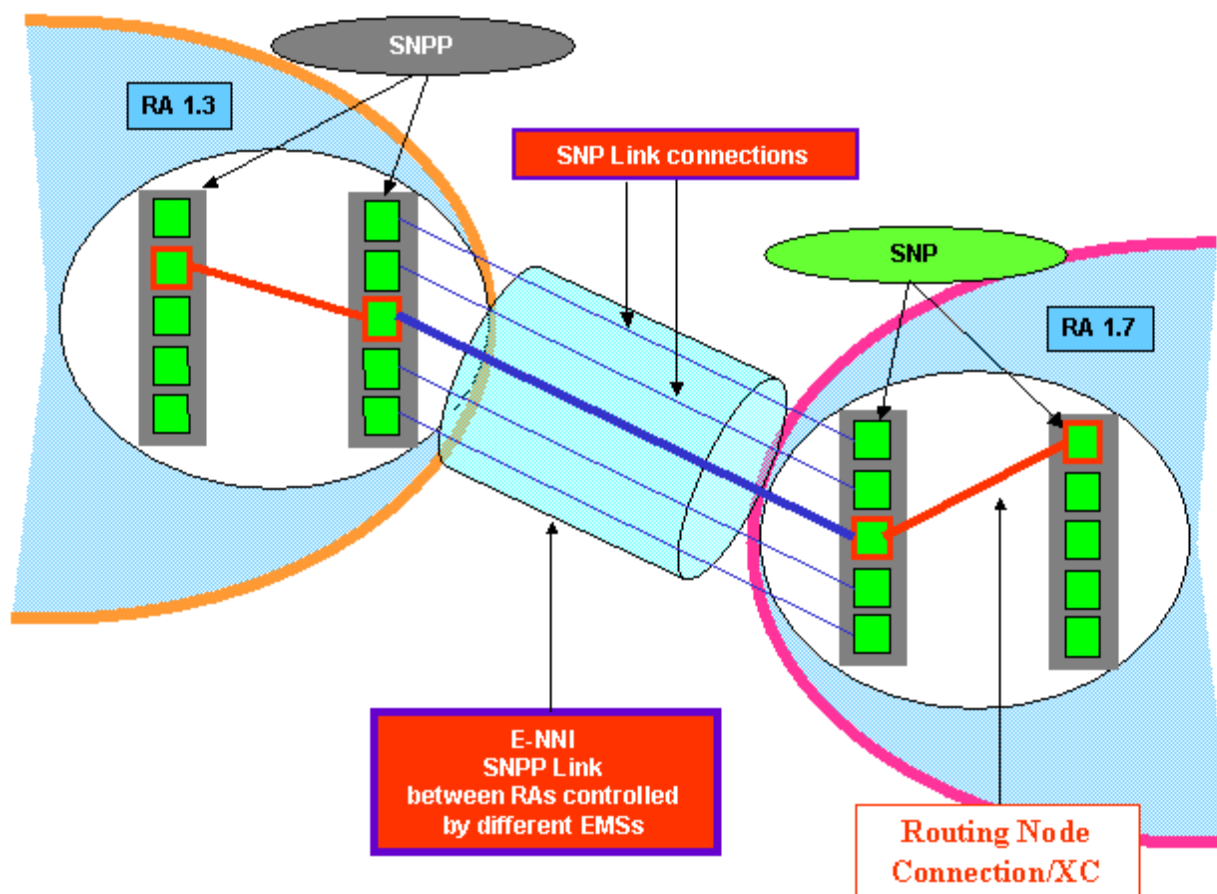 SNPP
RA 1.3
SNP Link connections
SNP
RA 1.7
E-NNI
SNPP Link
between RAs controlled
by different EMSs
Routing Node
Connection/XC